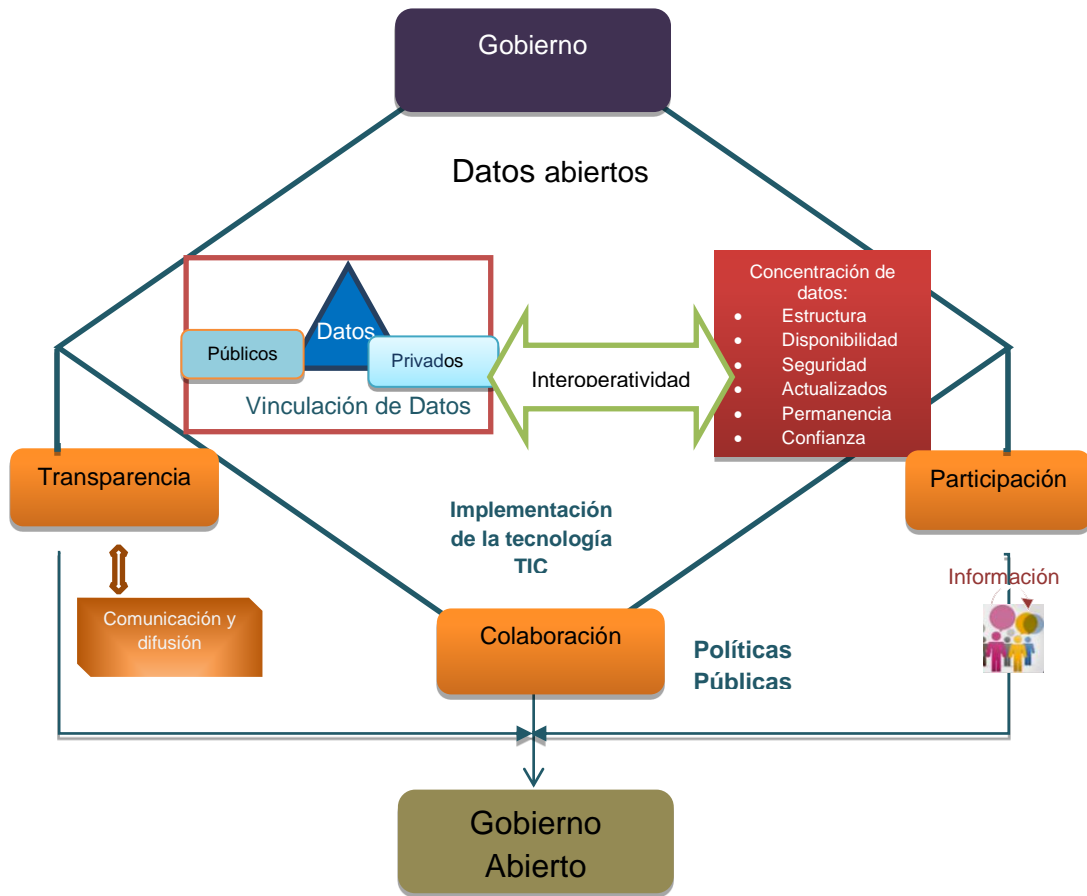 Gobierno
Datos abiertos
Datos
Públicos
Privados
Vinculación de Datos
Interoperatividad
Concentración de
datos:
• Estructura
• Disponibilidad
• Seguridad
• Actualizados
• Permanencia
• Confianza
Transparencia
Participación
Implementación
de la tecnología
TIC
Comunicación y
difusión
Información
Colaboración
Políticas
Públicas
Gobierno
Abierto